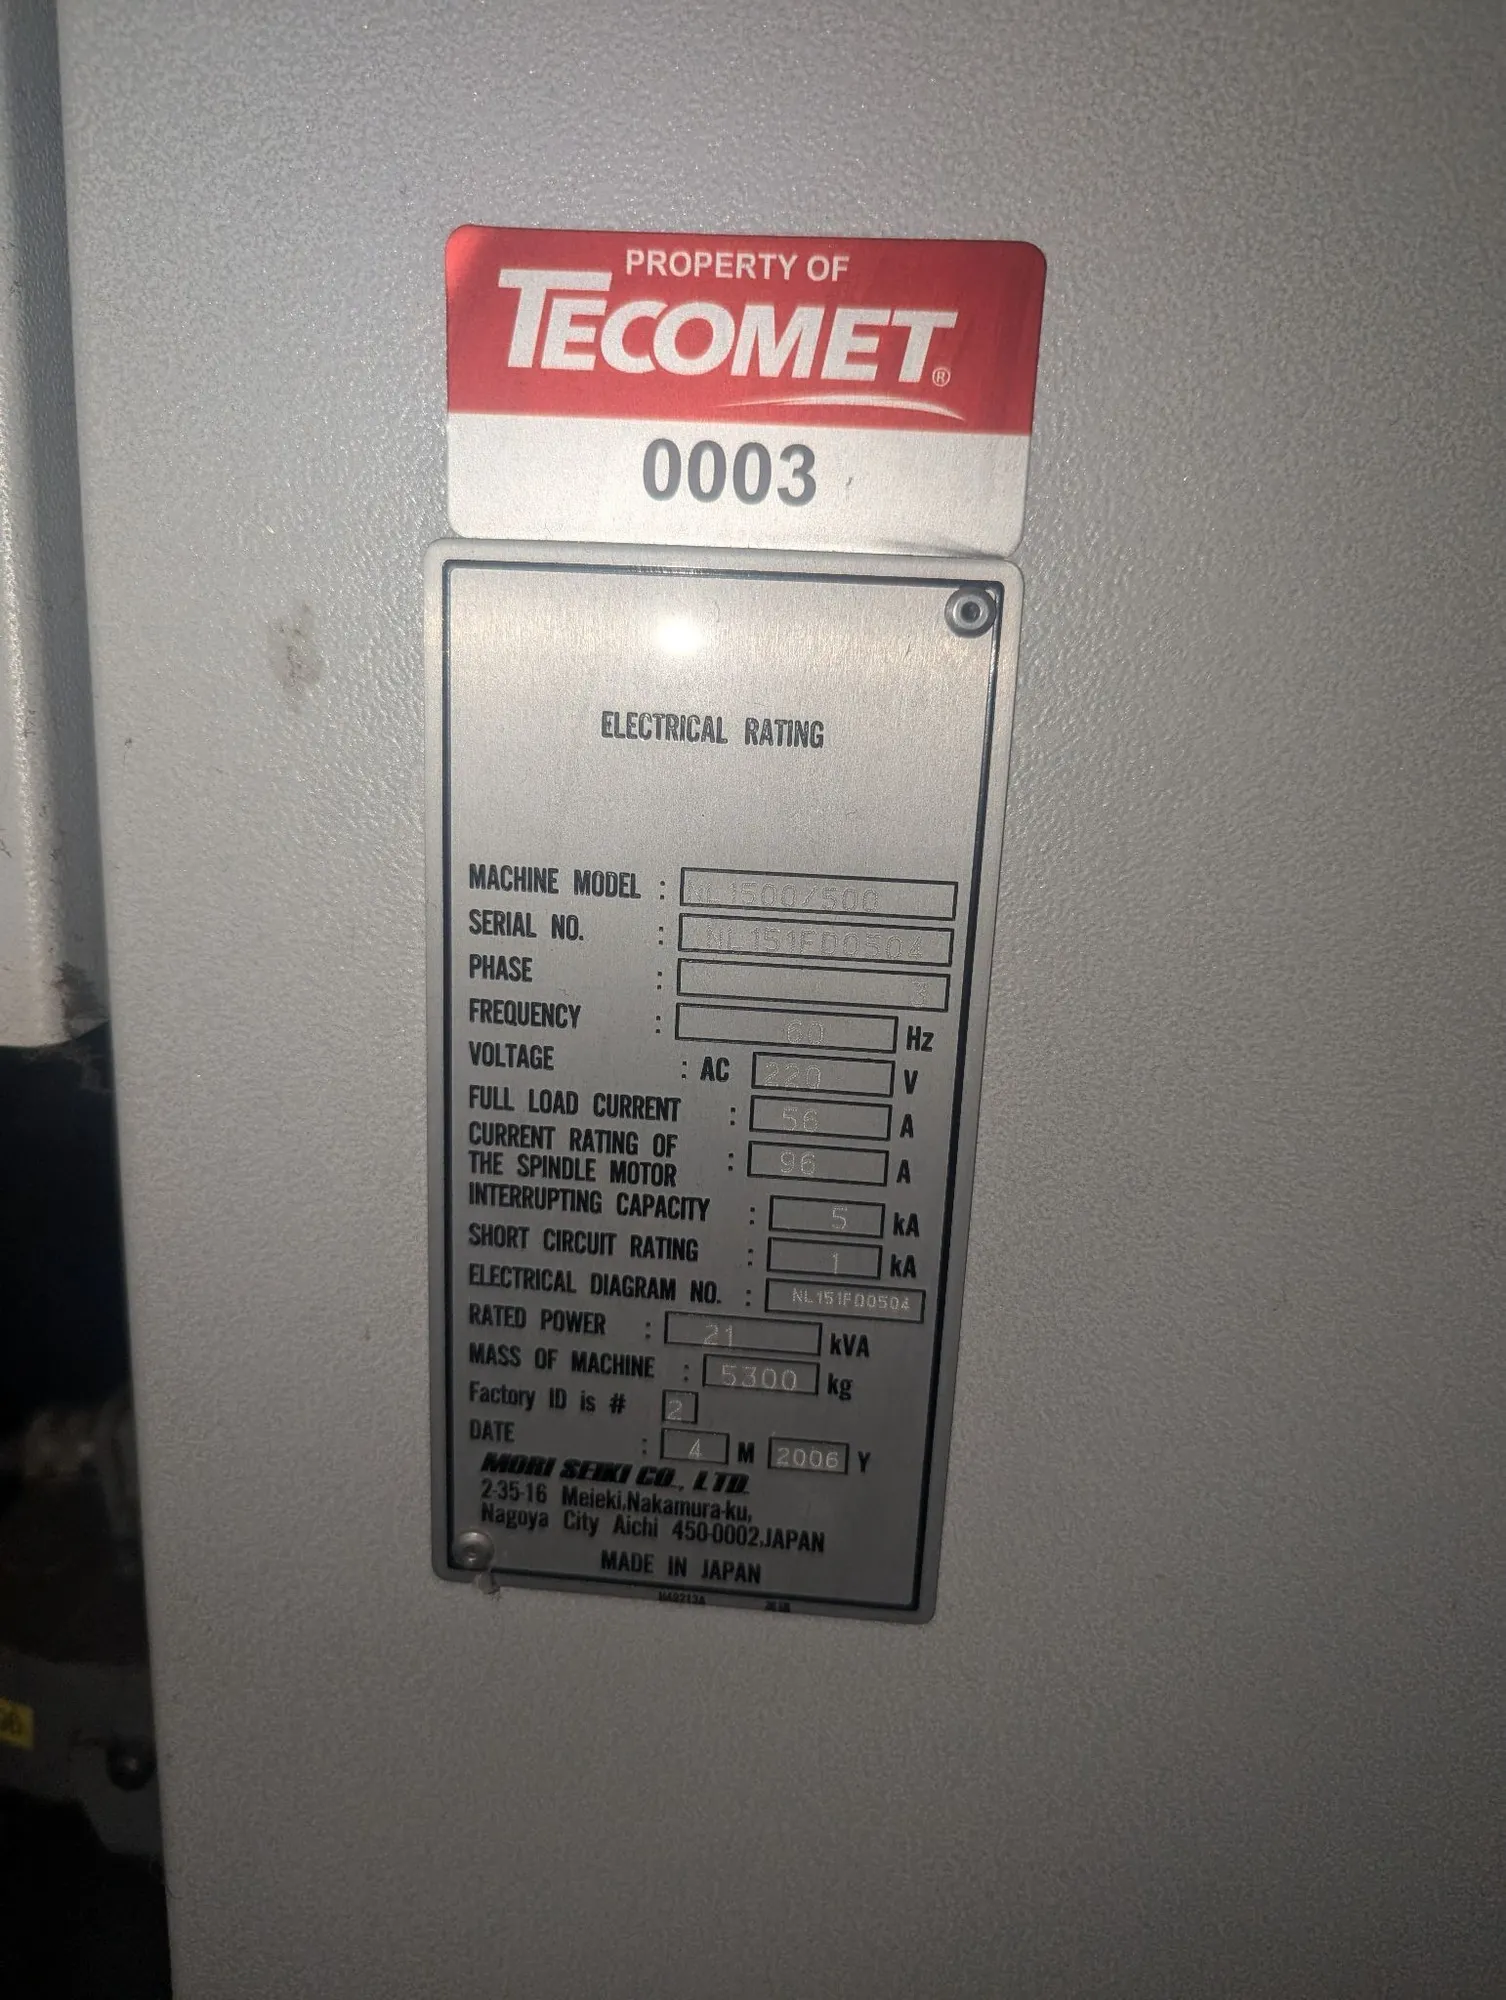 PROPERTY OF
TECOMET®
0003
ELECTRICAL RATING
MACHINE MODEL : NL1500/500
SERIAL NO. : NL151FD0504
PHASE : 3
FREQUENCY : 60 Hz
VOLTAGE : AC 220 V
FULL LOAD CURRENT : 56 A
CURRENT RATING OF
THE SPINDLE MOTOR : 96 A
INTERRUPTING CAPACITY : 5 kA
SHORT CIRCUIT RATING : 1 kA
ELECTRICAL DIAGRAM NO. : NL151FD0504
RATED POWER : 21 kVA
MASS OF MACHINE : 5300 kg
Factory ID is # 2
DATE : 4 M 2006 Y
MORI SEIKI CO., LTD.
2-35-16 Meieki,Nakamura-ku,
Nagoya City Aichi 450-0002,JAPAN
MADE IN JAPAN